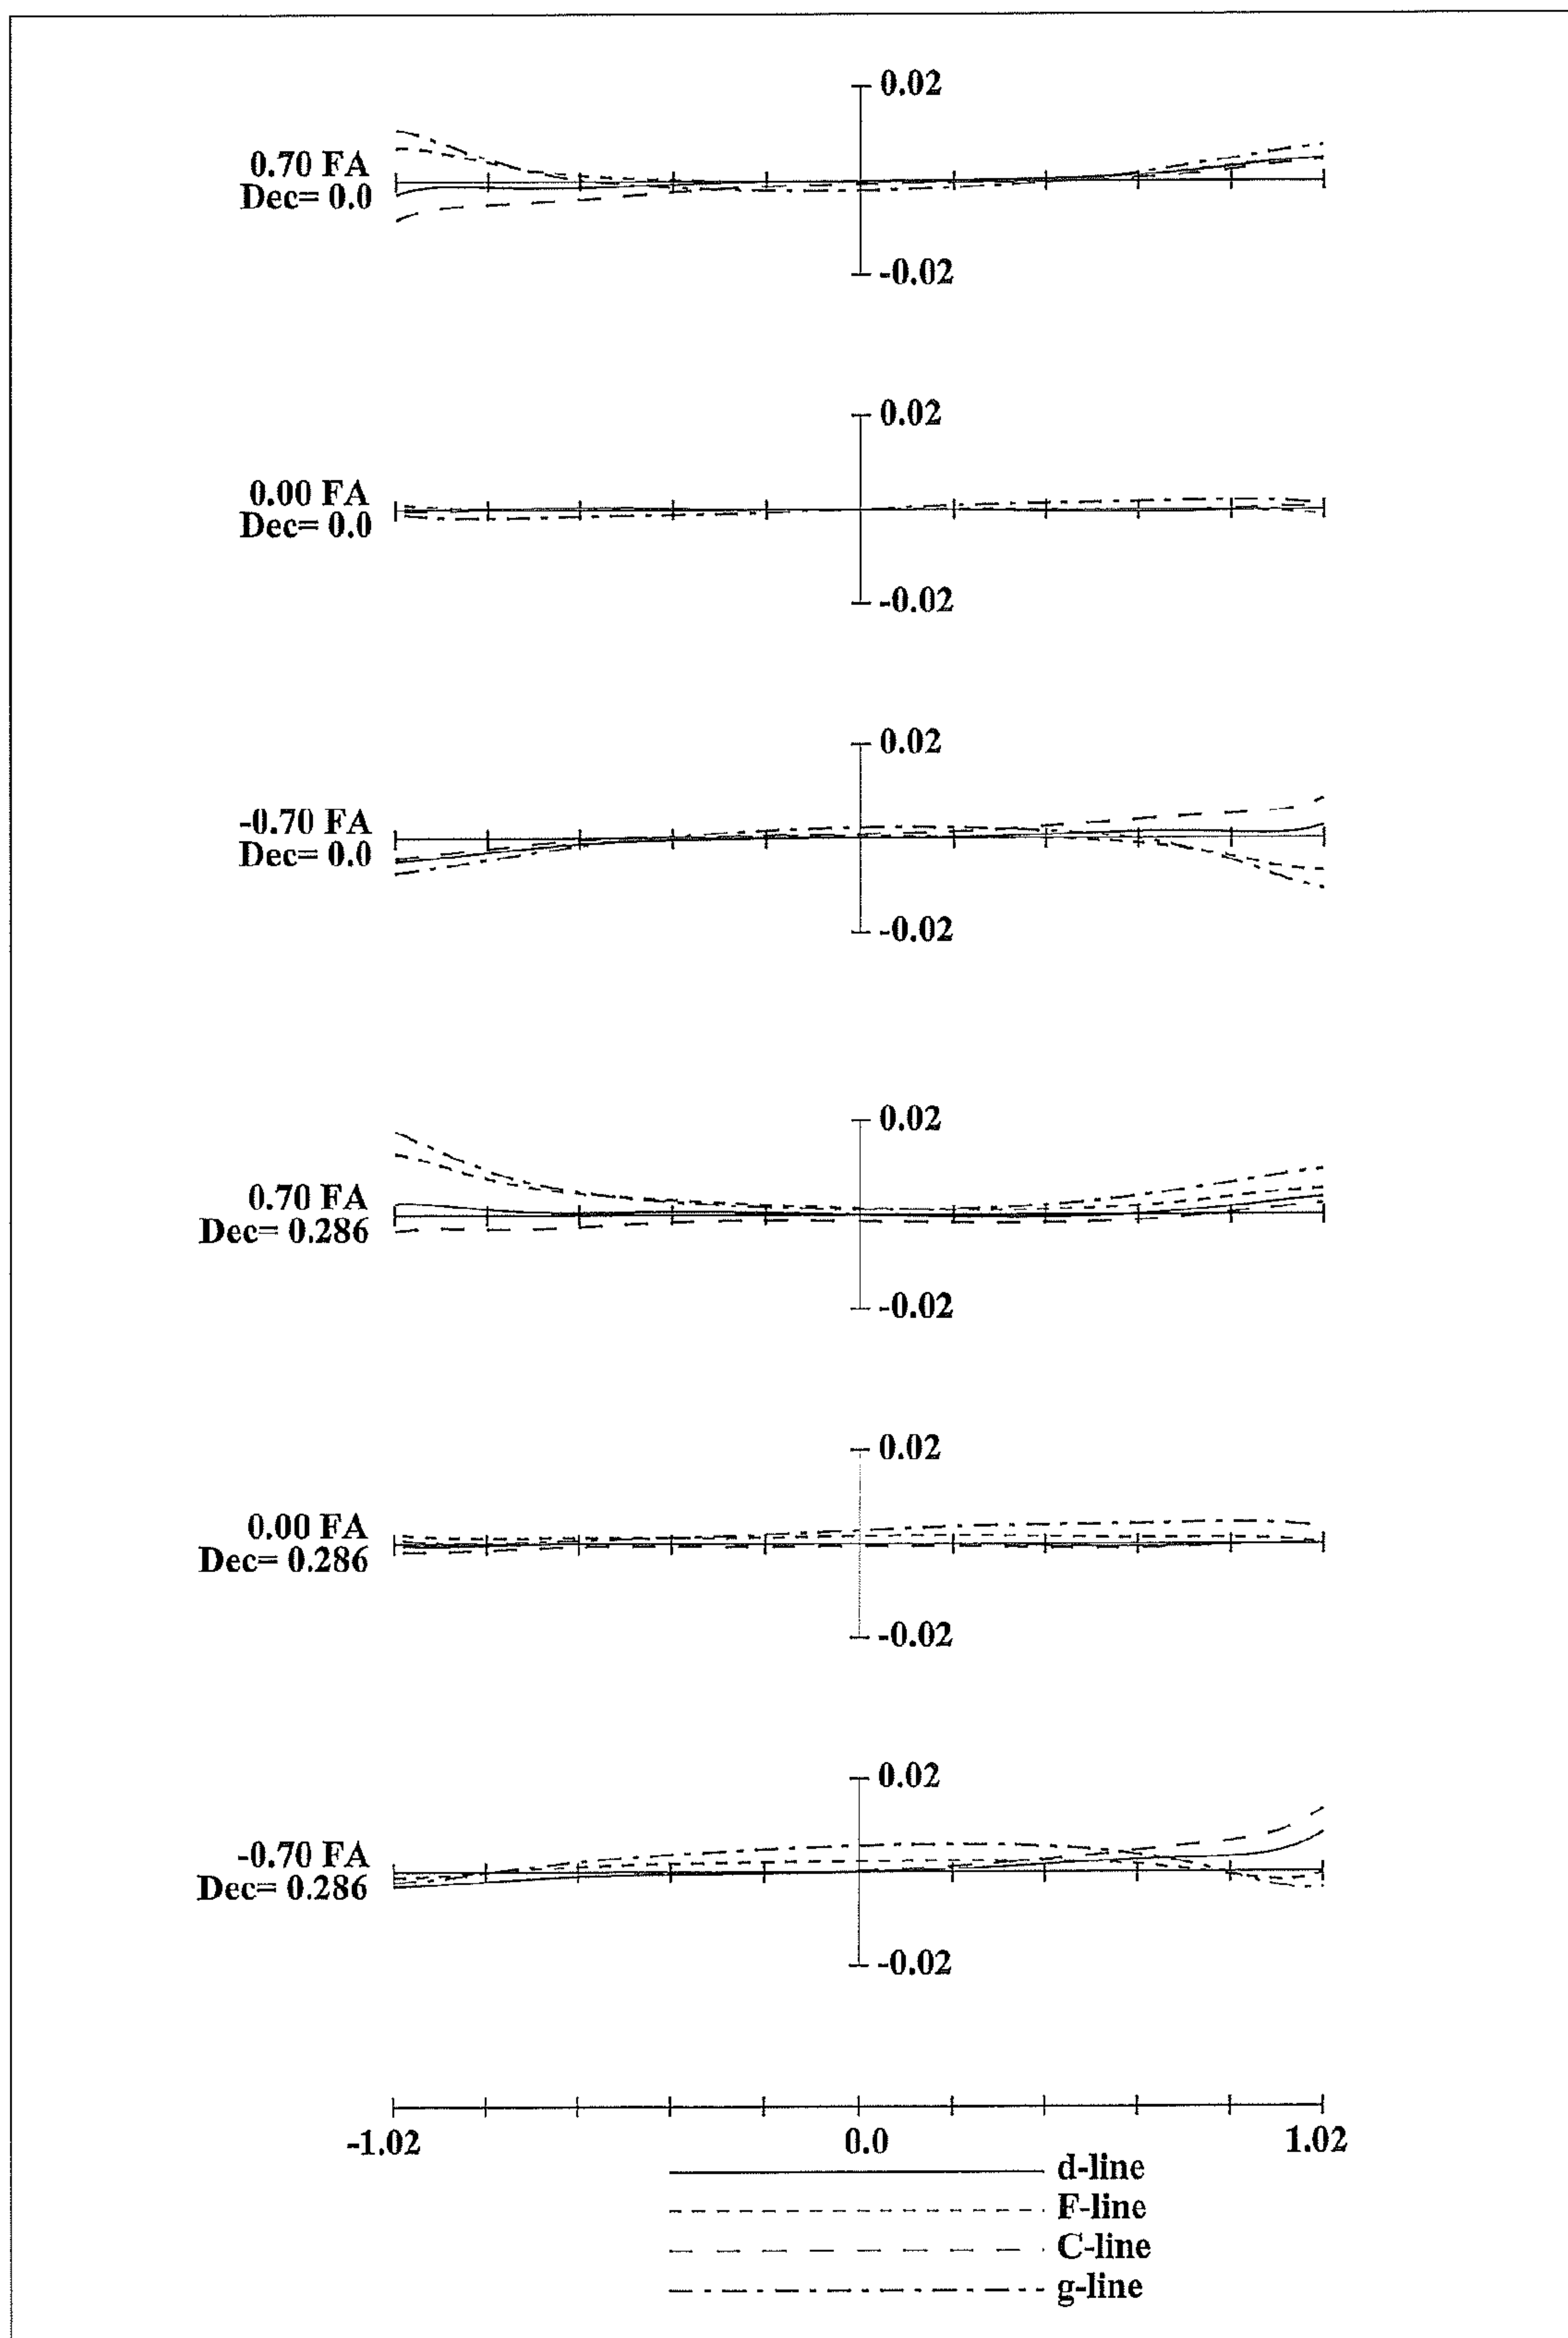 0.02
0.70 FA
Dec= 0.0
-0.02
0.02
0.00 FA
Dec= 0.0
-0.02
0.02
-0.70 FA
Dec= 0.0
-0.02
0.02
0.70 FA
Dec= 0.286
-0.02
0.02
0.00 FA
Dec= 0.286
-0.02
0.02
-0.70 FA
Dec= 0.286
-0.02
-1.02 0.0 1.02
d-line
F-line
C-line
g-line